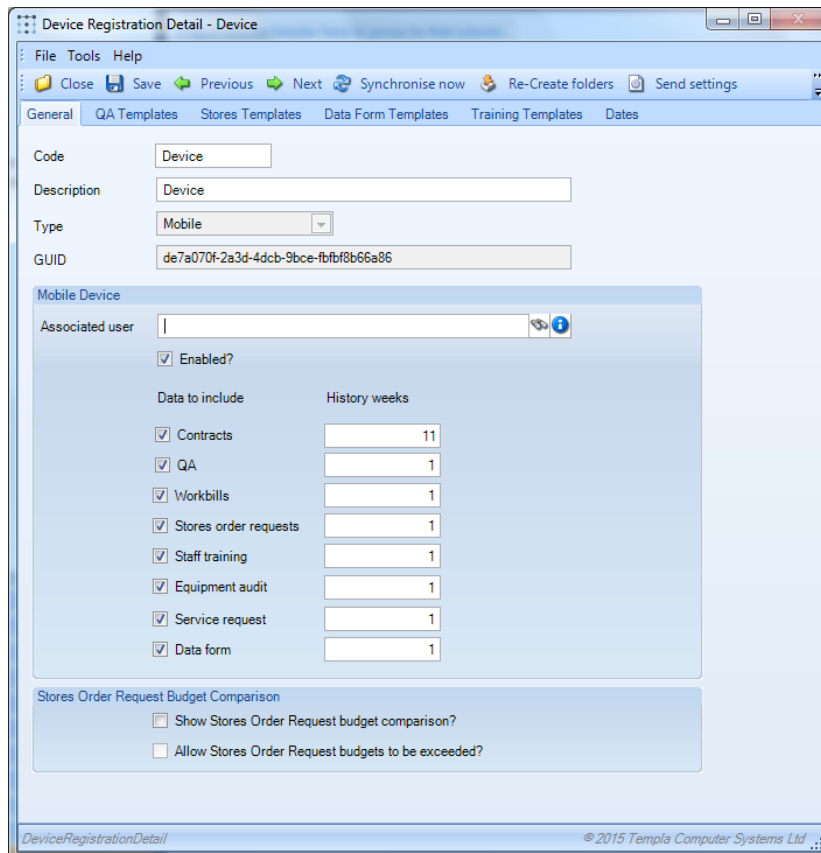 Device Registration Detail - Device
File Tools Help
Close Save Previous Next Synchronise now Re-Create folders Send settings
General QA Templates Stores Templates Data Form Templates Training Templates Dates
Code Device
Description Device
Type Mobile
GUID de7a070f-2a3d-4dcb-9bce-fbfbf8b66a86
Mobile Device
Associated user
Enabled?
Data to include History weeks
Contracts 11
QA 1
Workbills 1
Stores order requests 1
Staff training 1
Equipment audit 1
Service request 1
Data form 1
Stores Order Request Budget Comparison
Show Stores Order Request budget comparison?
Allow Stores Order Request budgets to be exceeded?
DeviceRegistrationDetail © 2015 Templa Computer Systems Ltd